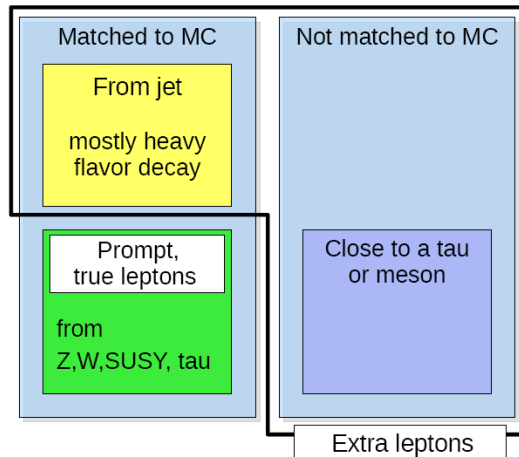 Matched to MC
Not matched to MC
From jet
mostly heavy
flavor decay
Prompt,
true leptons
from
Z,W,SUSY, tau
Close to a tau
or meson
Extra leptons